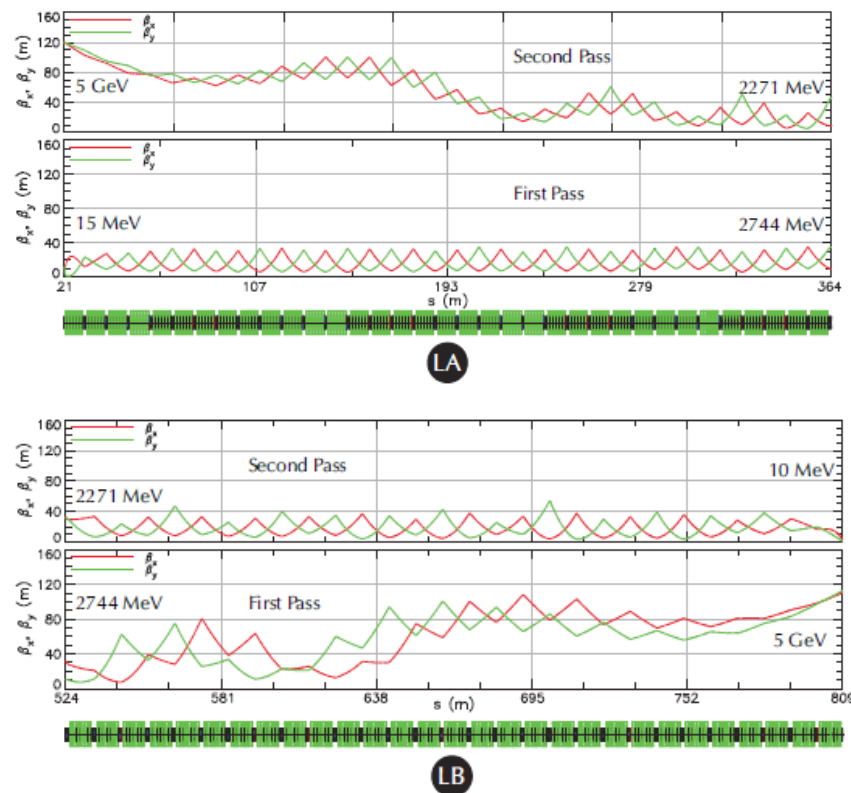 160
120
80
40
0
βx, βy (m)
βx
βy
Second Pass
5 GeV
2271 MeV
160
120
80
40
0
βx, βy (m)
βx
βy
First Pass
15 MeV
2744 MeV
21 107 193 279 364
s (m)
LA
160
120
80
40
0
βx, βy (m)
βx
βy
Second Pass
10 MeV
2271 MeV
160
120
80
40
0
βx, βy (m)
βx
βy
2744 MeV
First Pass
5 GeV
524 581 638 695 752 809
s (m)
LB